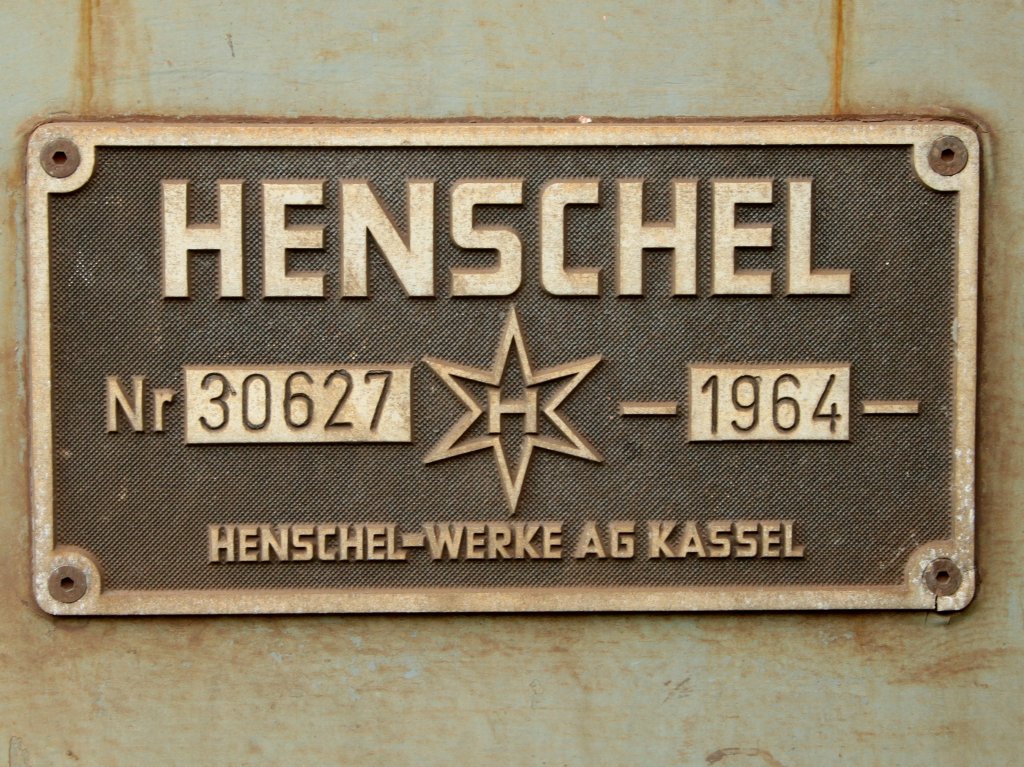 HENSCHEL
Nr 30627 H — 1964 —
HENSCHEL-WERKE AG KASSEL